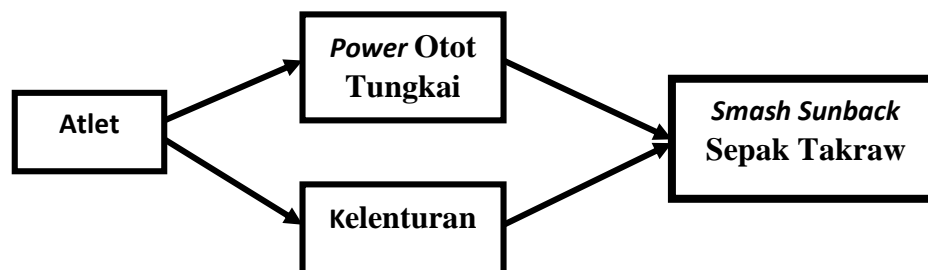 Power Otot
Tungkai
Atlet
Smash Sunback
Sepak Takraw
Kelenturan